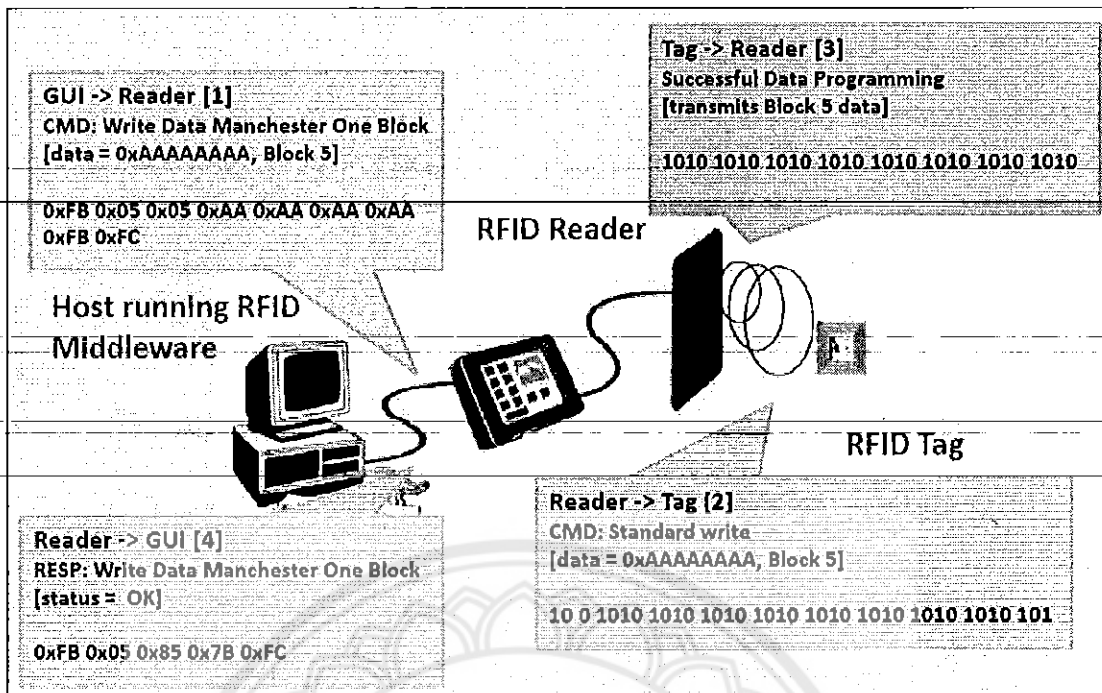 GUI -> Reader [1]
CMD: Write Data Manchester One Block
[data = 0xAAAAAAAA, Block 5]
0xFB 0x05 0x05 0xAA 0xAA 0xAA 0xAA
0xFB 0xFC
Tag -> Reader [3]
Successful Data Programming
[transmits Block 5 data]
1010 1010 1010 1010 1010 1010 1010 1010
RFID Reader
Host running RFID
Middleware
RFID Tag
Reader -> GUI [4]
RESP: Write Data Manchester One Block
[status = OK]
0xFB 0x05 0x85 0x7B 0xFC
Reader -> Tag [2]
CMD: Standard write
[data = 0xAAAAAAAA, Block 5]
10 0 1010 1010 1010 1010 1010 1010 1010 1010 101